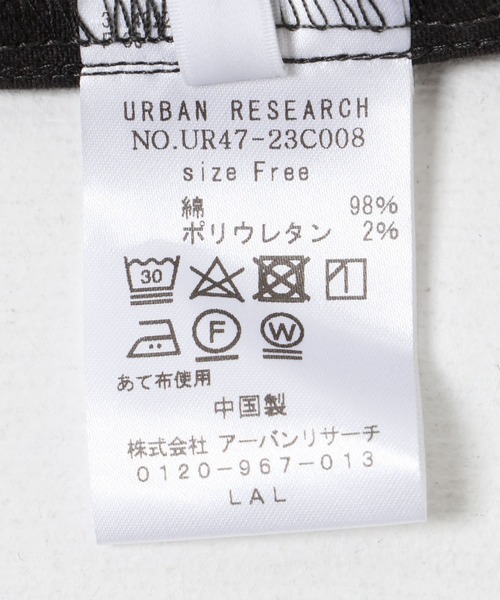 URBAN RESEARCH
NO.UR47-23C008
size Free
綿 98%
ポリウレタン 2%
30
F W
あて布使用
中国製
株式会社 アーバンリサーチ
0120-967-013
LAL